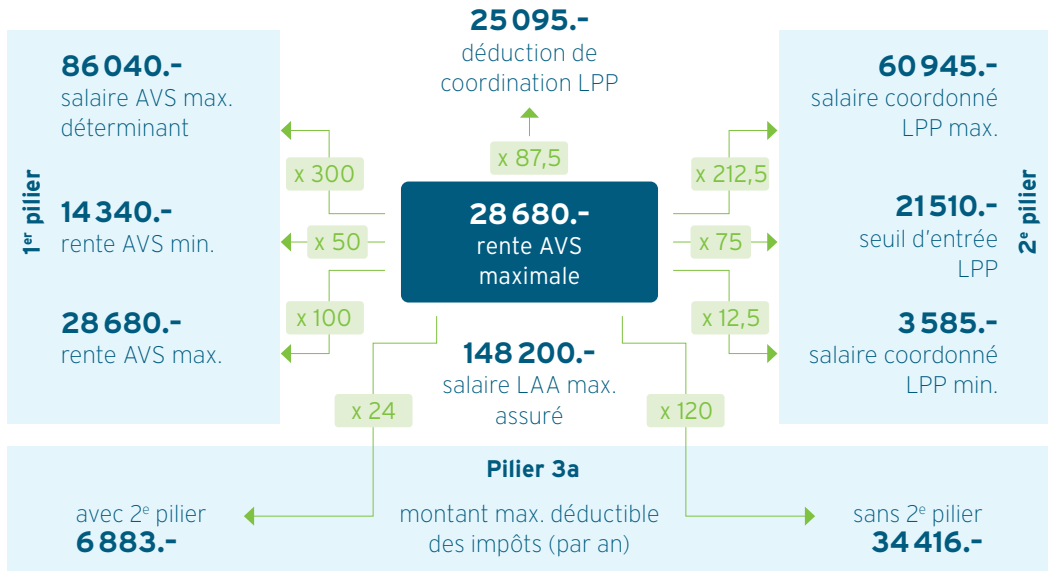 25 095.-
déduction de
coordination LPP
x 87,5
1er pilier
86 040.-
salaire AVS max.
déterminant
x 300
14 340.-
rente AVS min.
x 50
28 680.-
rente AVS max.
x 100
28 680.-
rente AVS
maximale
148 200.-
salaire LAA max.
assuré
2e pilier
60 945.-
salaire coordonné
LPP max.
x 212,5
21 510.-
seuil d'entrée
LPP
x 75
3 585.-
salaire coordonné
LPP min.
x 12,5
x 24
x 120
Pilier 3a
avec 2e pilier
6 883.-
montant max. déductible
des impôts (par an)
sans 2e pilier
34 416.-